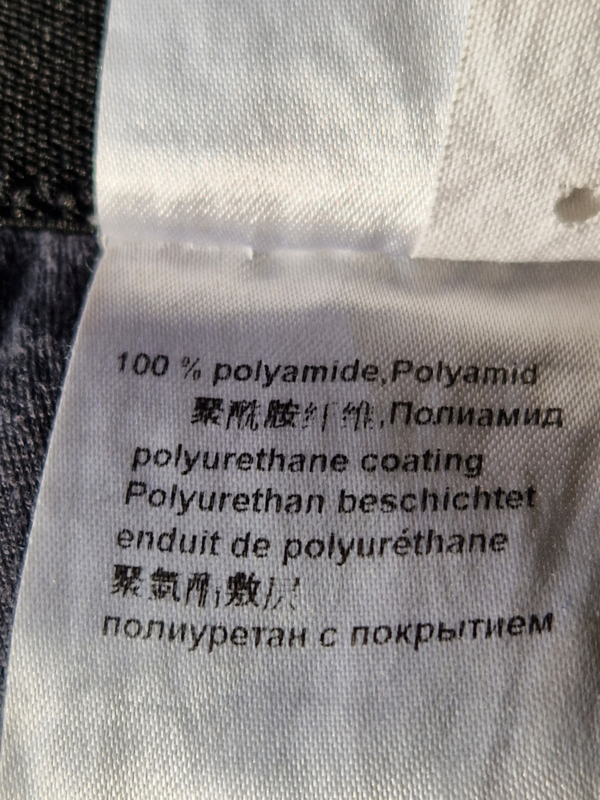 100 % polyamide,Polyamid
聚酰胺纤维,Полиамид
polyurethane coating
Polyurethan beschichtet
enduit de polyuréthane
聚氨酯敷层
полиуретан с покрытием